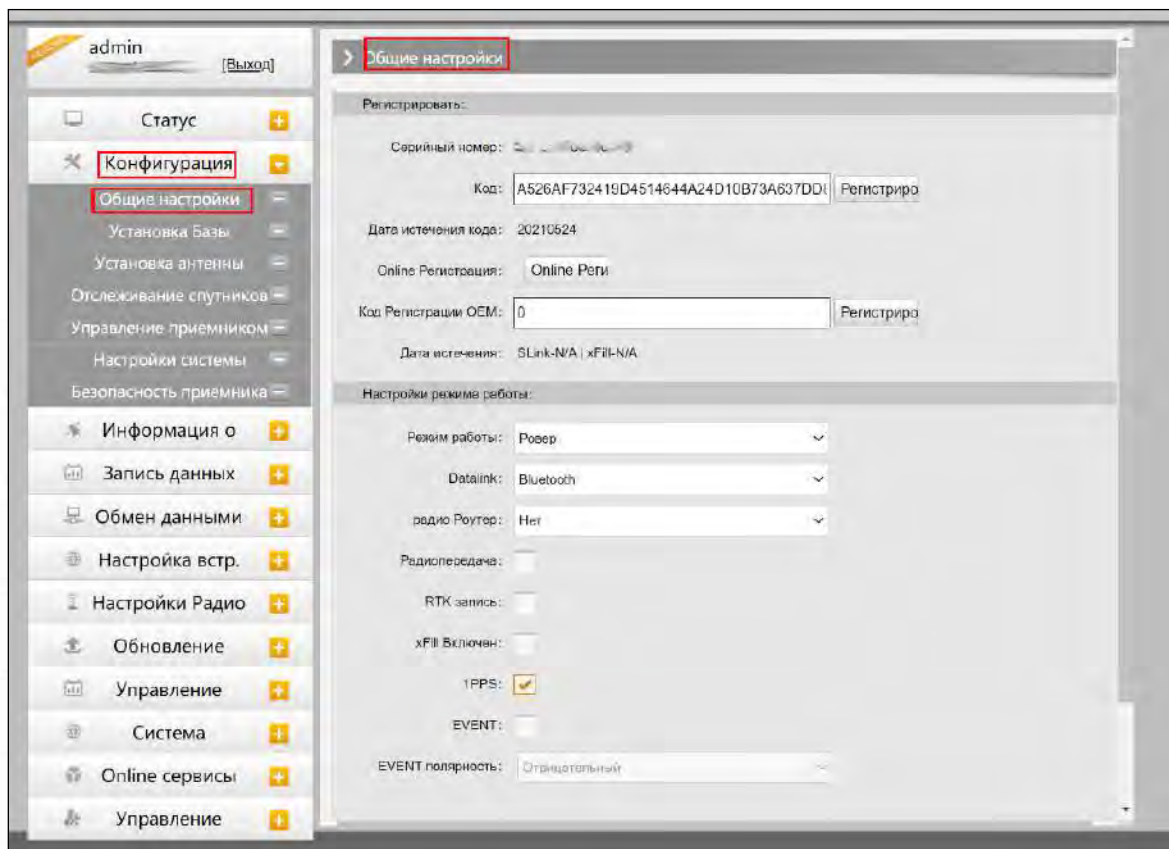 admin
[Выход]
Статус
Конфигурация
Общие настройки
Установка Базы
Установка антенны
Отслеживание спутников
Управление приемником
Настройки системы
Безопасность приемника
Информация о
Запись данных
Обмен данными
Настройка встр.
Настройки Радио
Обновление
Управление
Система
Online сервисы
Управление
Общие настройки
Регистрировать:
Серийный номер:
Код: A526AF732419D4514644A24D10B73A637DD Регистриро
Дата истечения кода: 20210524
Online Регистрация: Online Реги
Код Регистрации OEM: 0 Регистриро
Дата истечения: SLink-N/A | xFill-N/A
Настройки режима работы:
Режим работы: Ровер
Datalink: Bluetooth
радио Роутер: Нет
Радиопередача:
RTK запись:
xFill Включен:
1PPS:
EVENT:
EVENT полярность: Отрицательный